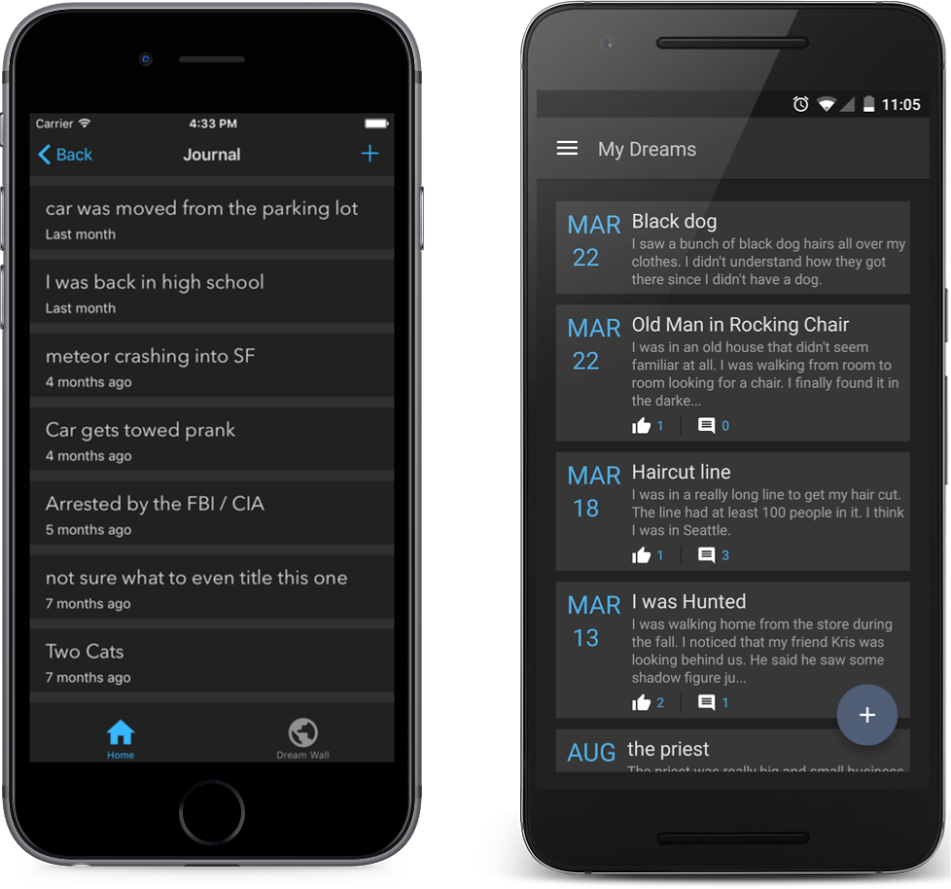 Carrier 4:33 PM
Back Journal +
car was moved from the parking lot
Last month
I was back in high school
Last month
meteor crashing into SF
4 months ago
Car gets towed prank
4 months ago
Arrested by the FBI / CIA
5 months ago
not sure what to even title this one
7 months ago
Two Cats
7 months ago
Home Dream Wall
11:05
My Dreams
MAR 22
Black dog
I saw a bunch of black dog hairs all over my
clothes. I didn't understand how they got
there since I didn't have a dog.
MAR 22
Old Man in Rocking Chair
I was in an old house that didn't seem
familiar at all. I was walking from room to
room looking for a chair. I finally found it in
the darke...
1 0
MAR 18
Haircut line
I was in a really long line to get my hair cut.
The line had at least 100 people in it. I think
I was in Seattle.
1 3
MAR 13
I was Hunted
I was walking home from the store during
the fall. I noticed that my friend Kris was
looking behind us. He said he saw some
shadow figure ju...
2 1
+
AUG
the priest
The priest was really big and small business